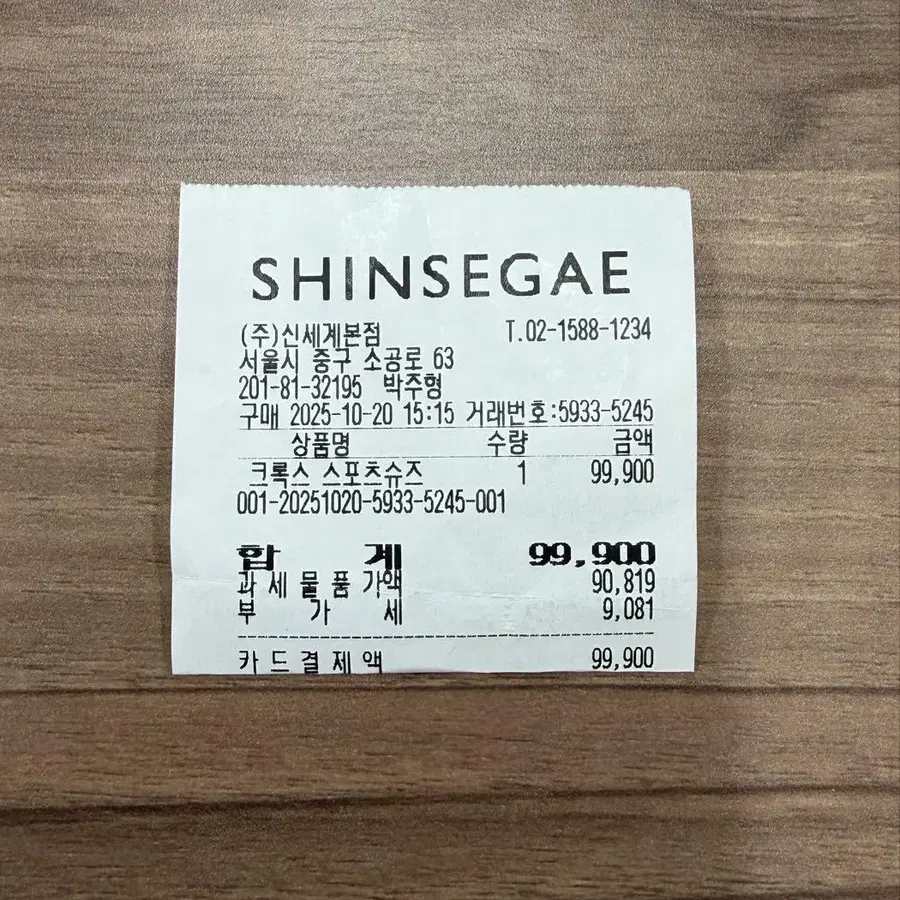 SHINSEGAE
(주)신세계본점 T.02-1588-1234
서울시 중구 소공로 63
201-81-32195 박주형
구매 2025-10-20 15:15 거래번호:5933-5245
상품명 수량 금액
크록스 스포츠슈즈 1 99,900
001-20251020-5933-5245-001
합 계 99,900
과세물품가액 90,819
부 가 세 9,081
카드결제액 99,900